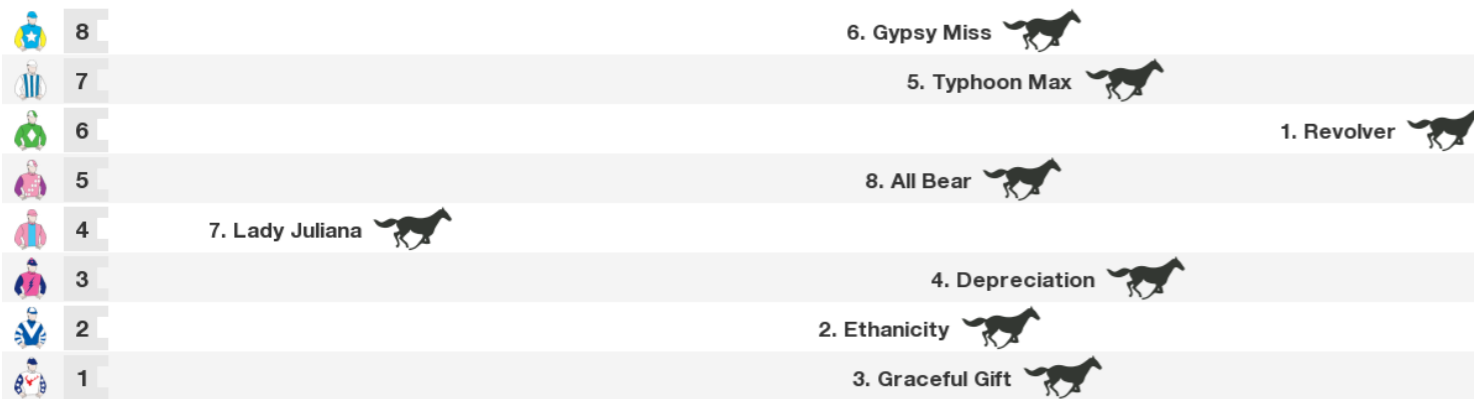 8 6. Gypsy Miss
7 5. Typhoon Max
6 1. Revolver
5 8. All Bear
4 7. Lady Juliana
3 4. Depreciation
2 2. Ethanicity
1 3. Graceful Gift